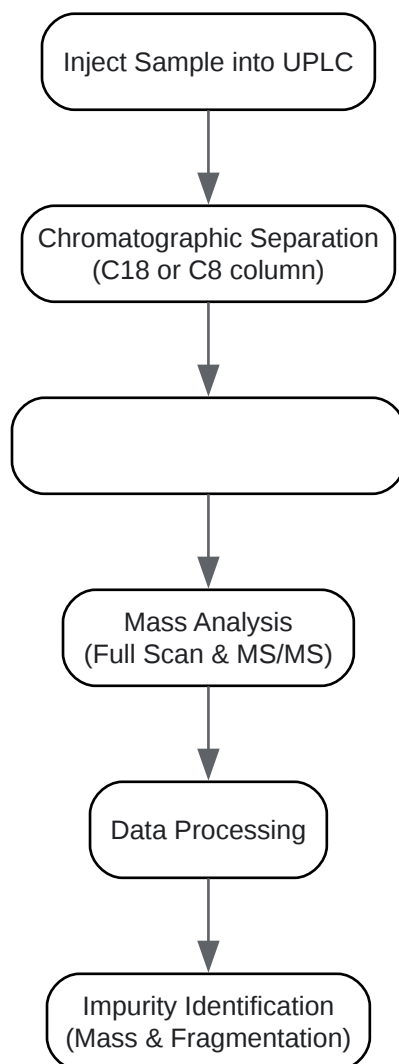 Inject Sample into UPLC
Chromatographic Separation
(C18 or C8 column)
Mass Analysis
(Full Scan & MS/MS)
Data Processing
Impurity Identification
(Mass & Fragmentation)